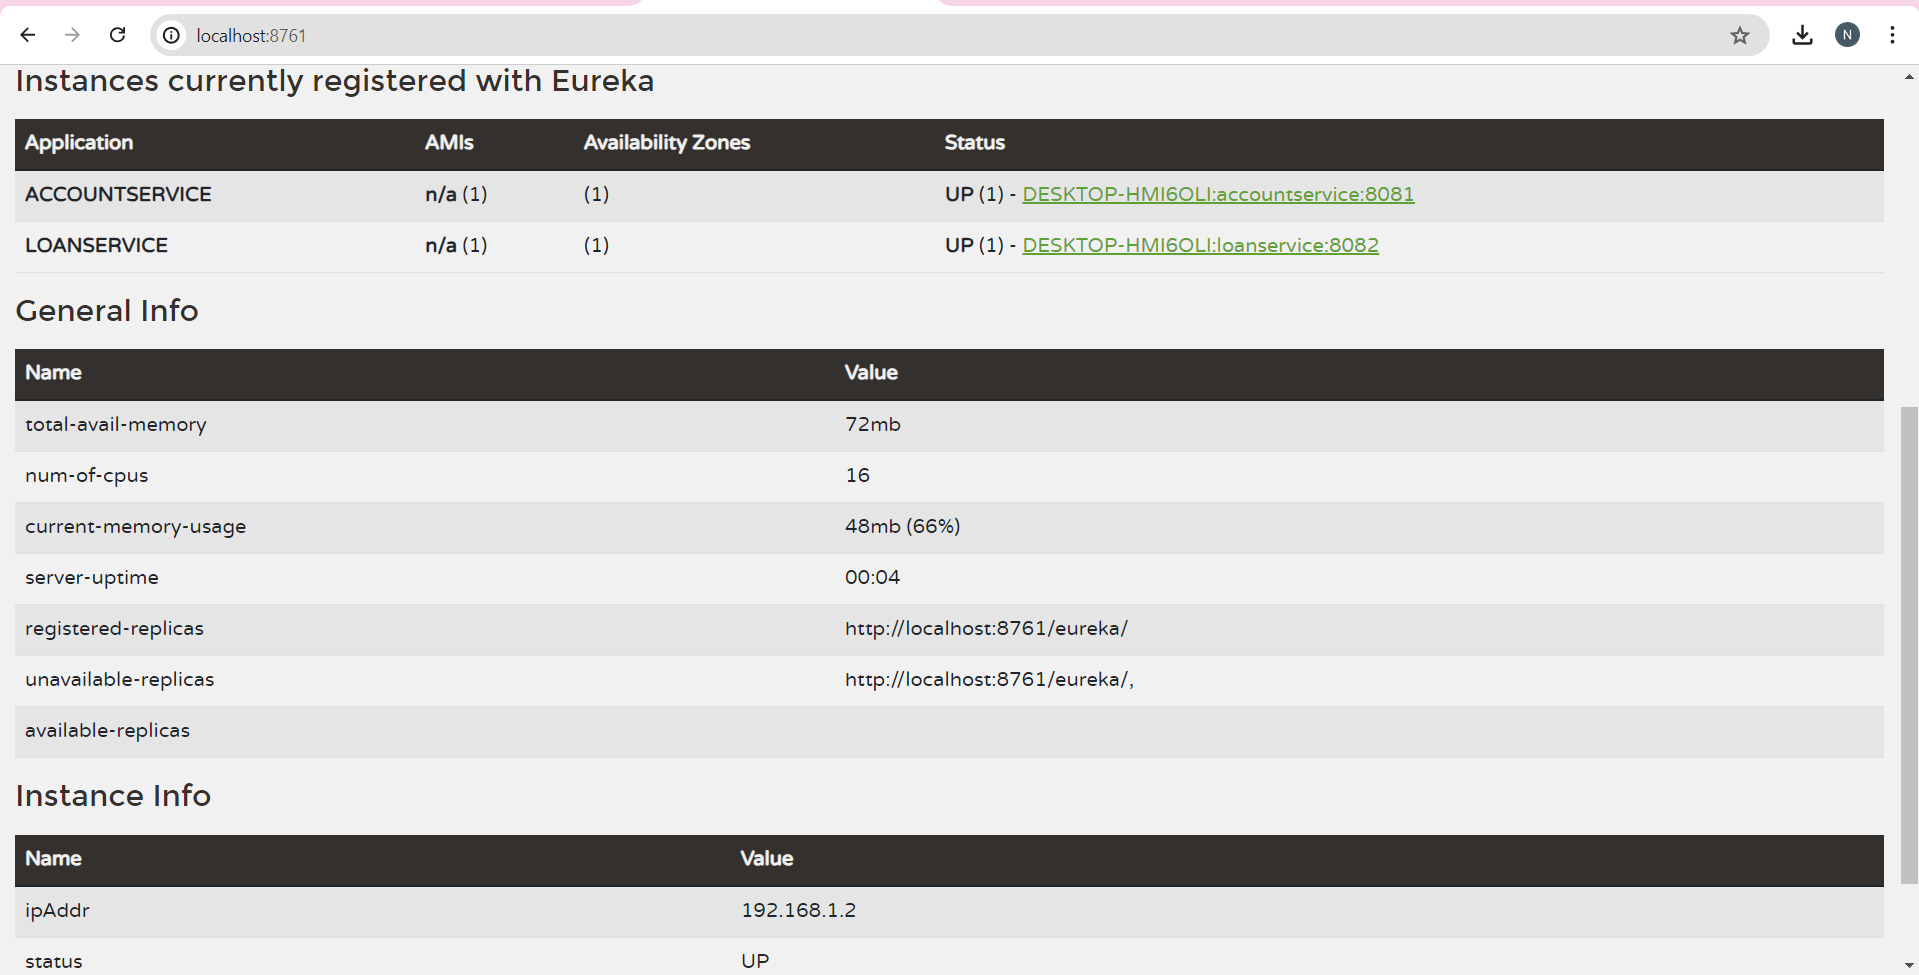 localhost:8761
N
Instances currently registered with Eureka
Application AMIs Availability Zones Status
ACCOUNTSERVICE n/a (1) (1) UP (1) - DESKTOP-HMI6OLI:accountservice:8081
LOANSERVICE n/a (1) (1) UP (1) - DESKTOP-HMI6OLI:loanservice:8082
General Info
Name Value
total-avail-memory 72mb
num-of-cpus 16
current-memory-usage 48mb (66%)
server-uptime 00:04
registered-replicas http://localhost:8761/eureka/
unavailable-replicas http://localhost:8761/eureka/,
available-replicas
Instance Info
Name Value
ipAddr 192.168.1.2
status UP